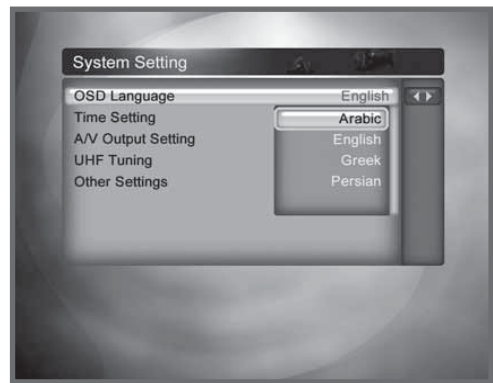 System Setting
OSD Language English
Time Setting Arabic
A/V Output Setting English
UHF Tuning Greek
Other Settings Persian